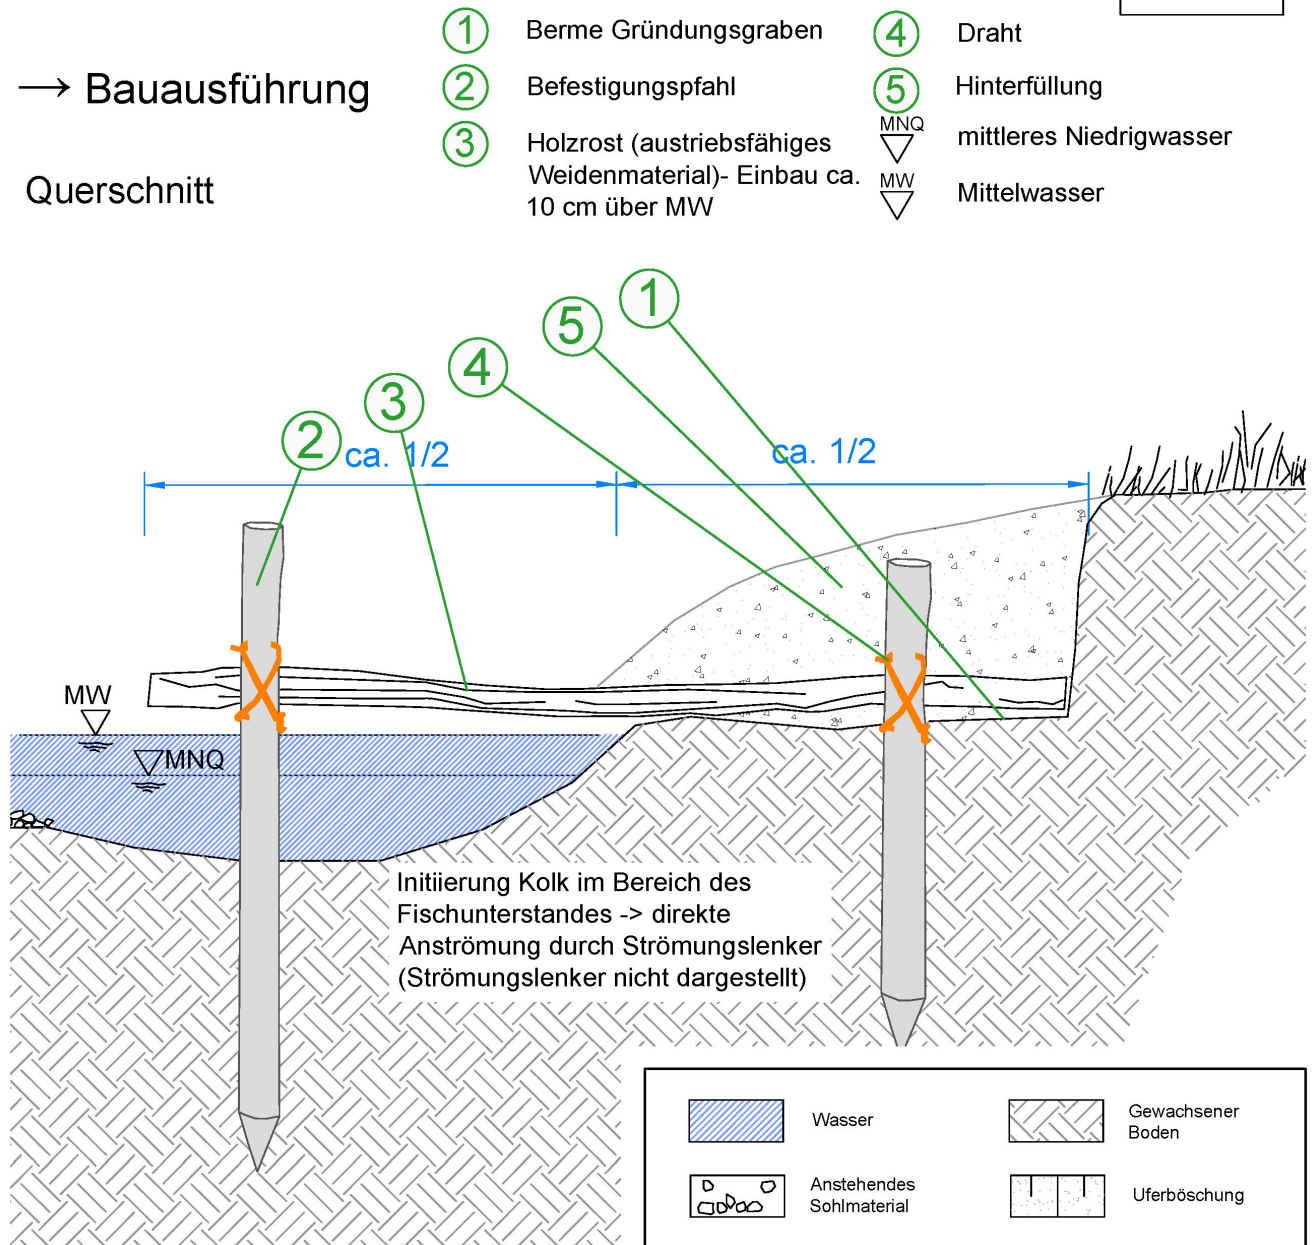 → Bauausführung
Querschnitt
1 Berme Gründungsgraben
2 Befestigungspfahl
3 Holzrost (austriebsfähiges
Weidenmaterial)- Einbau ca.
10 cm über MW
4 Draht
5 Hinterfüllung
MNQ mittleres Niedrigwasser
MW Mittelwasser
1
5
4
3
2
ca. 1/2
ca. 1/2
MW
MNQ
Initiierung Kolk im Bereich des
Fischunterstandes -> direkte
Anströmung durch Strömungslenker
(Strömungslenker nicht dargestellt)
Wasser
Gewachsener
Boden
Anstehendes
Sohlmaterial
Uferböschung